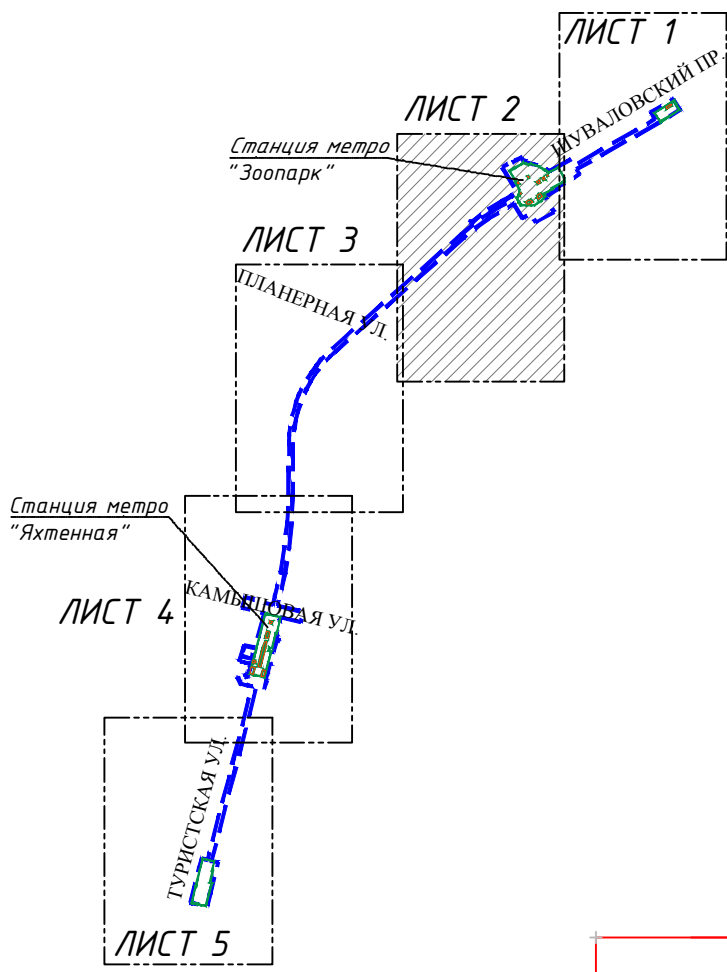 ЛИСТ 1
ШУВАЛОВСКИЙ ПР.
ЛИСТ 2
Станция метро
"Зоопарк"
ЛИСТ 3
ПЛАНЕРНАЯ УЛ.
Станция метро
"Яхтенная"
КАМЫШОВАЯ УЛ.
ЛИСТ 4
ТУРИСТСКАЯ УЛ.
ЛИСТ 5